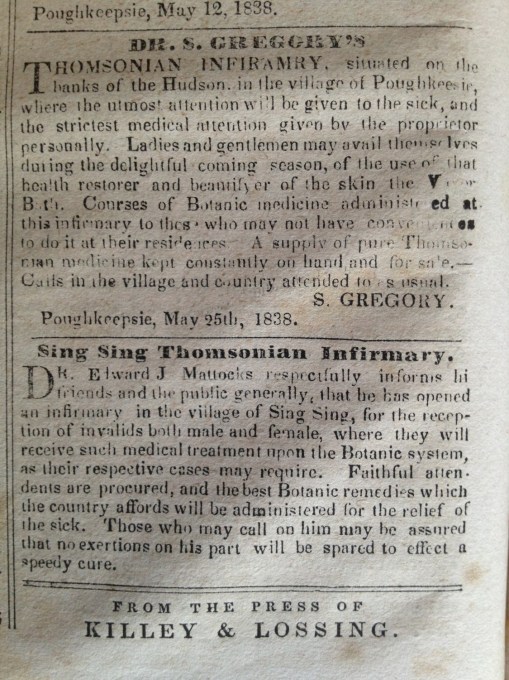 Poughkeepsie, May 12, 1838.
DR. S. GREGORY'S
THOMSONIAN INFIRAMRY, situated on the
banks of the Hudson, in the village of Poughkeepsie,
where the utmost attention will be given to the sick, and
the strictest medical attention given by the proprietor
personally. Ladies and gentlemen may avail themselves
during the delightful coming season, of the use of that
health restorer and beautifyer of the skin the
Bath. Courses of Botanic medicine administered at
this infirmary to those who may not have conveniences
to do it at their residences A supply of pure Thomso-
nian medicine kept constantly on hand and for sale.—
Calls in the village and country attended to as usual.
S. GREGORY.
Poughkeepsie, May 25th, 1838.
Sing Sing Thomsonian Infirmary.
DR. Edward J Mattocks respectfully informs hi
friends and the public generally, that he has opened
an infirmary in the village of Sing Sing, for the recep-
tion of invalids both male and female, where they will
receive such medical treatment upon the Botanic system,
as their respective cases may require. Faithful atten-
dents are procured, and the best Botanic remedies which
the country affords will be administered for the relief of
the sick. Those who may call on him may be assured
that no exertions on his part will be spared to effect a
speedy cure.
FROM THE PRESS OF
KILLEY & LOSSING.